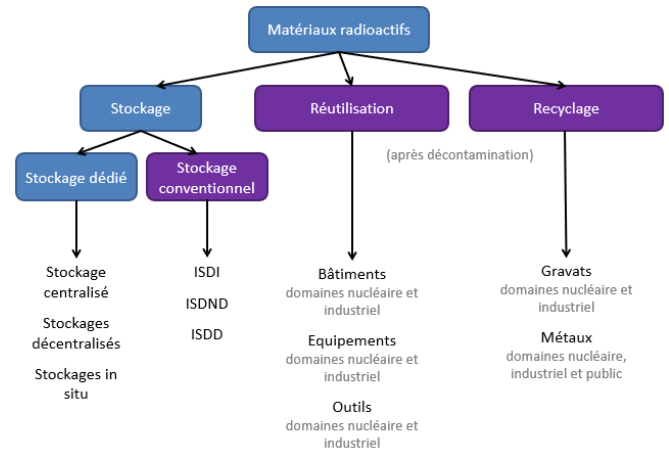 Matériaux radioactifs
Stockage
Réutilisation
Recyclage
(après décontamination)
Stockage dédié
Stockage
conventionnel
Stockage
centralisé
Stockages
décentralisés
Stockages in
situ
ISDI
ISDND
ISDD
Bâtiments
domaines nucléaire et
industriel
Equipements
domaines nucléaire et
industriel
Outils
domaines nucléaire et
industriel
Gravats
domaines nucléaire et
industriel
Métaux
domaines nucléaire,
industriel et public